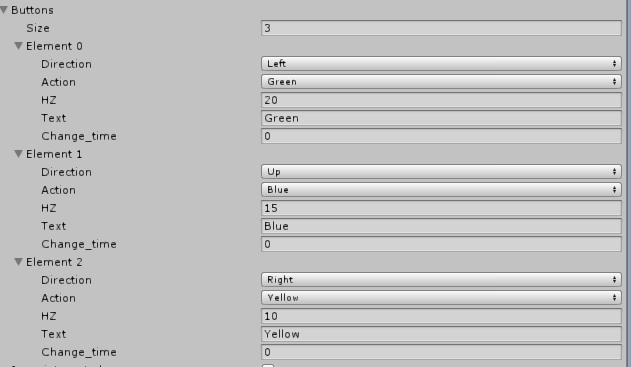 Buttons
Size 3
Element 0
Direction Left
Action Green
HZ 20
Text Green
Change_time 0
Element 1
Direction Up
Action Blue
HZ 15
Text Blue
Change_time 0
Element 2
Direction Right
Action Yellow
HZ 10
Text Yellow
Change_time 0